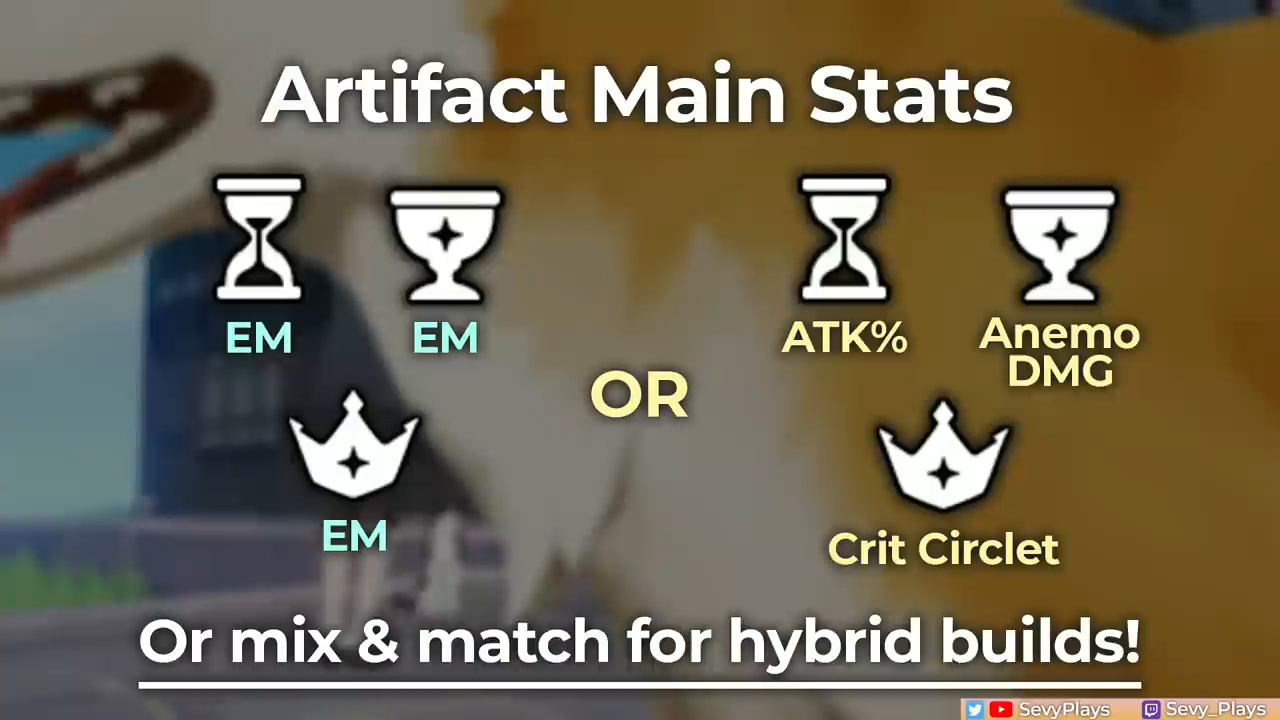 Artifact Main Stats
EM
EM
EM
OR
ATK%
Anemo
DMG
Crit Circlet
Or mix & match for hybrid builds!
SevyPlays
Sevy_Plays